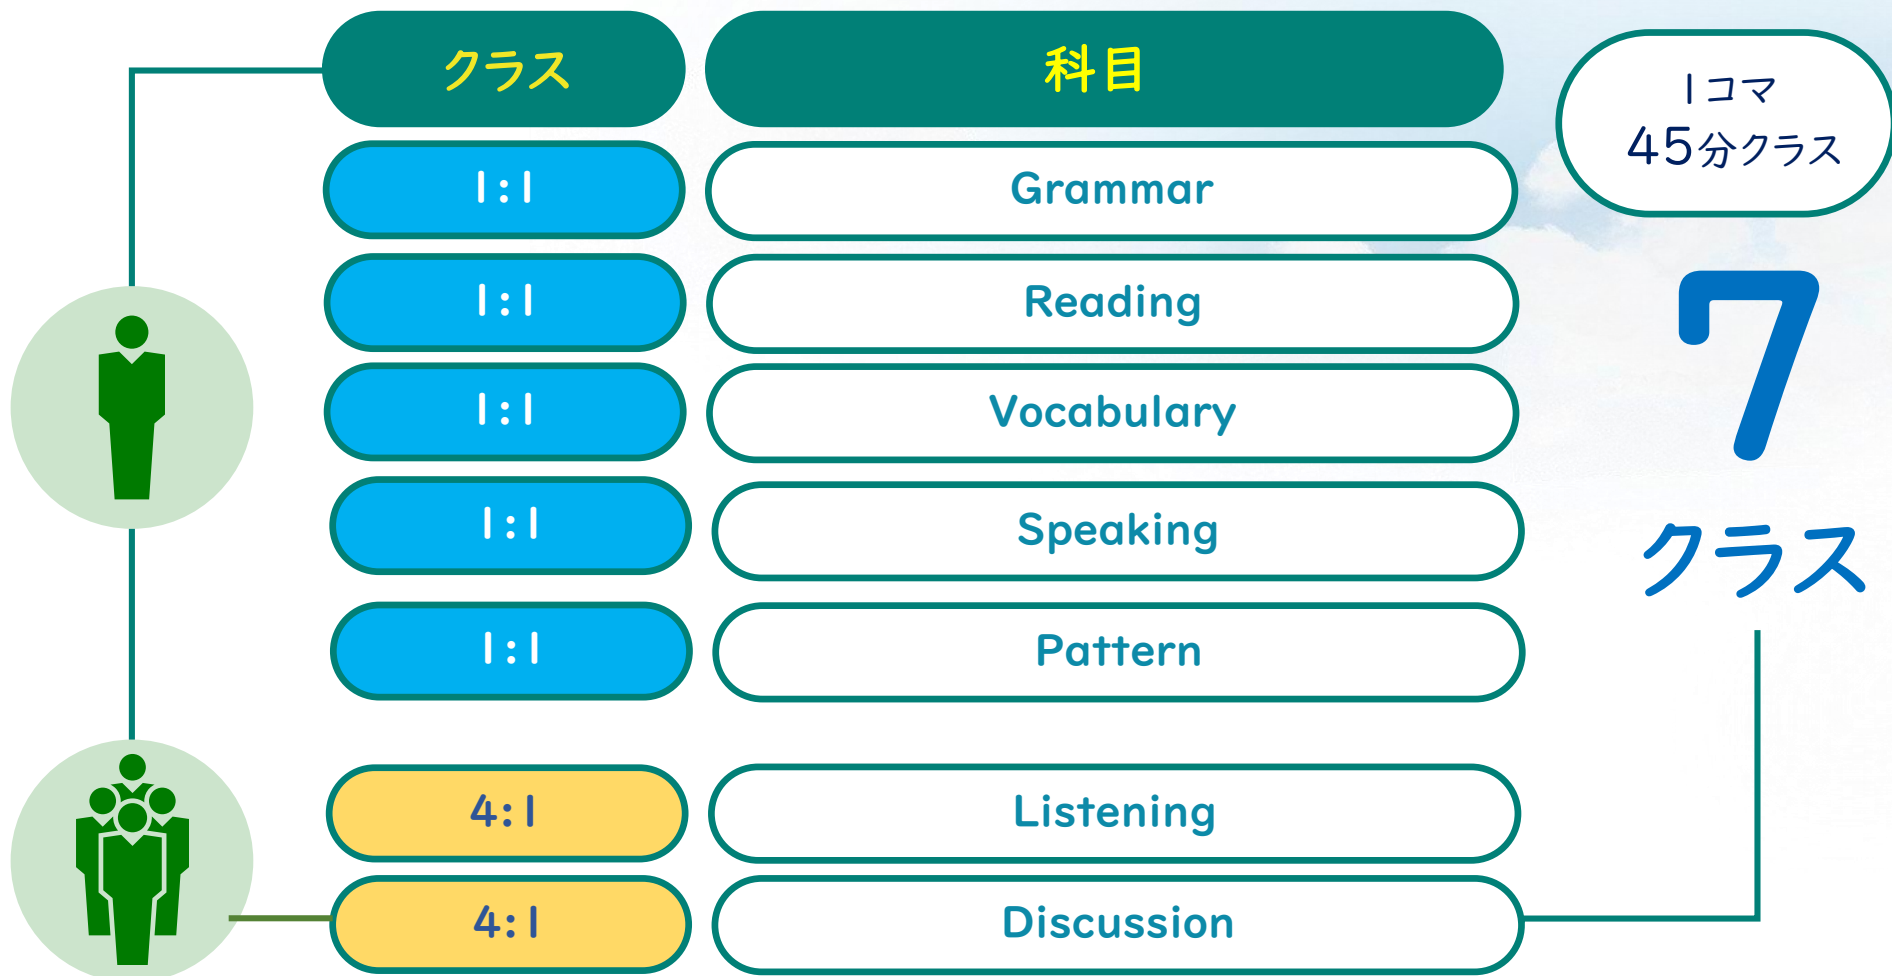 クラス
科目
1コマ
45分クラス
1:1
Grammar
1:1
Reading
1:1
Vocabulary
1:1
Speaking
1:1
Pattern
4:1
Listening
4:1
Discussion
7
クラス